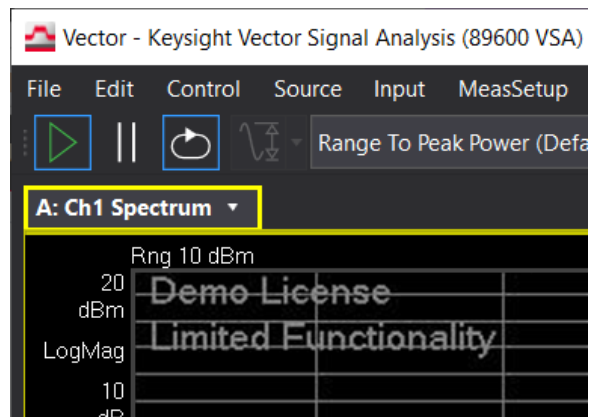 Vector - Keysight Vector Signal Analysis (89600 VSA)
File Edit Control Source Input MeasSetup
Range To Peak Power (Defa
A: Ch1 Spectrum
Rng 10 dBm
20
dBm
Demo License
LogMag
Limited Functionality
10
dB